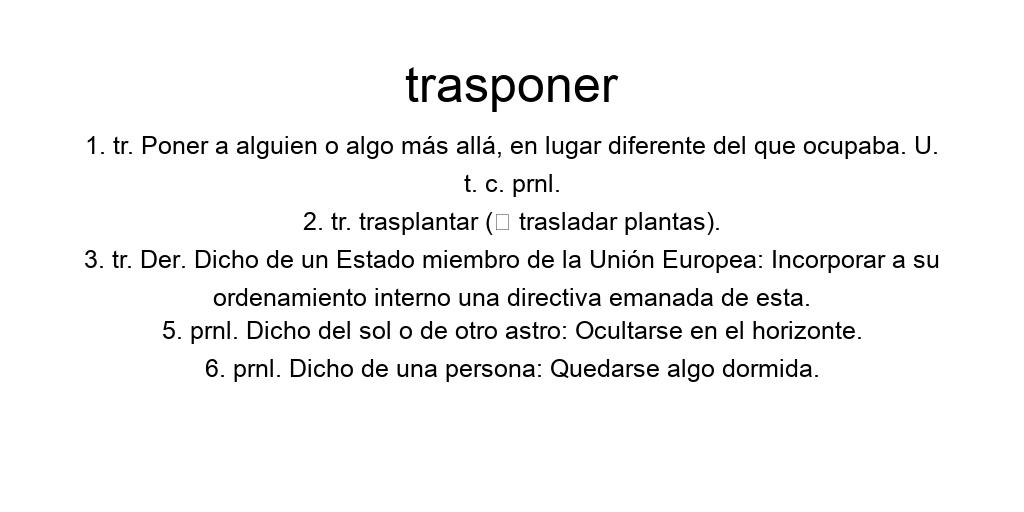 trasponer
1. tr. Poner a alguien o algo más allá, en lugar diferente del que ocupaba. U.
t. c. prnl.
2. tr. trasplantar (▯ trasladar plantas).
3. tr. Der. Dicho de un Estado miembro de la Unión Europea: Incorporar a su
ordenamiento interno una directiva emanada de esta.
5. prnl. Dicho del sol o de otro astro: Ocultarse en el horizonte.
6. prnl. Dicho de una persona: Quedarse algo dormida.